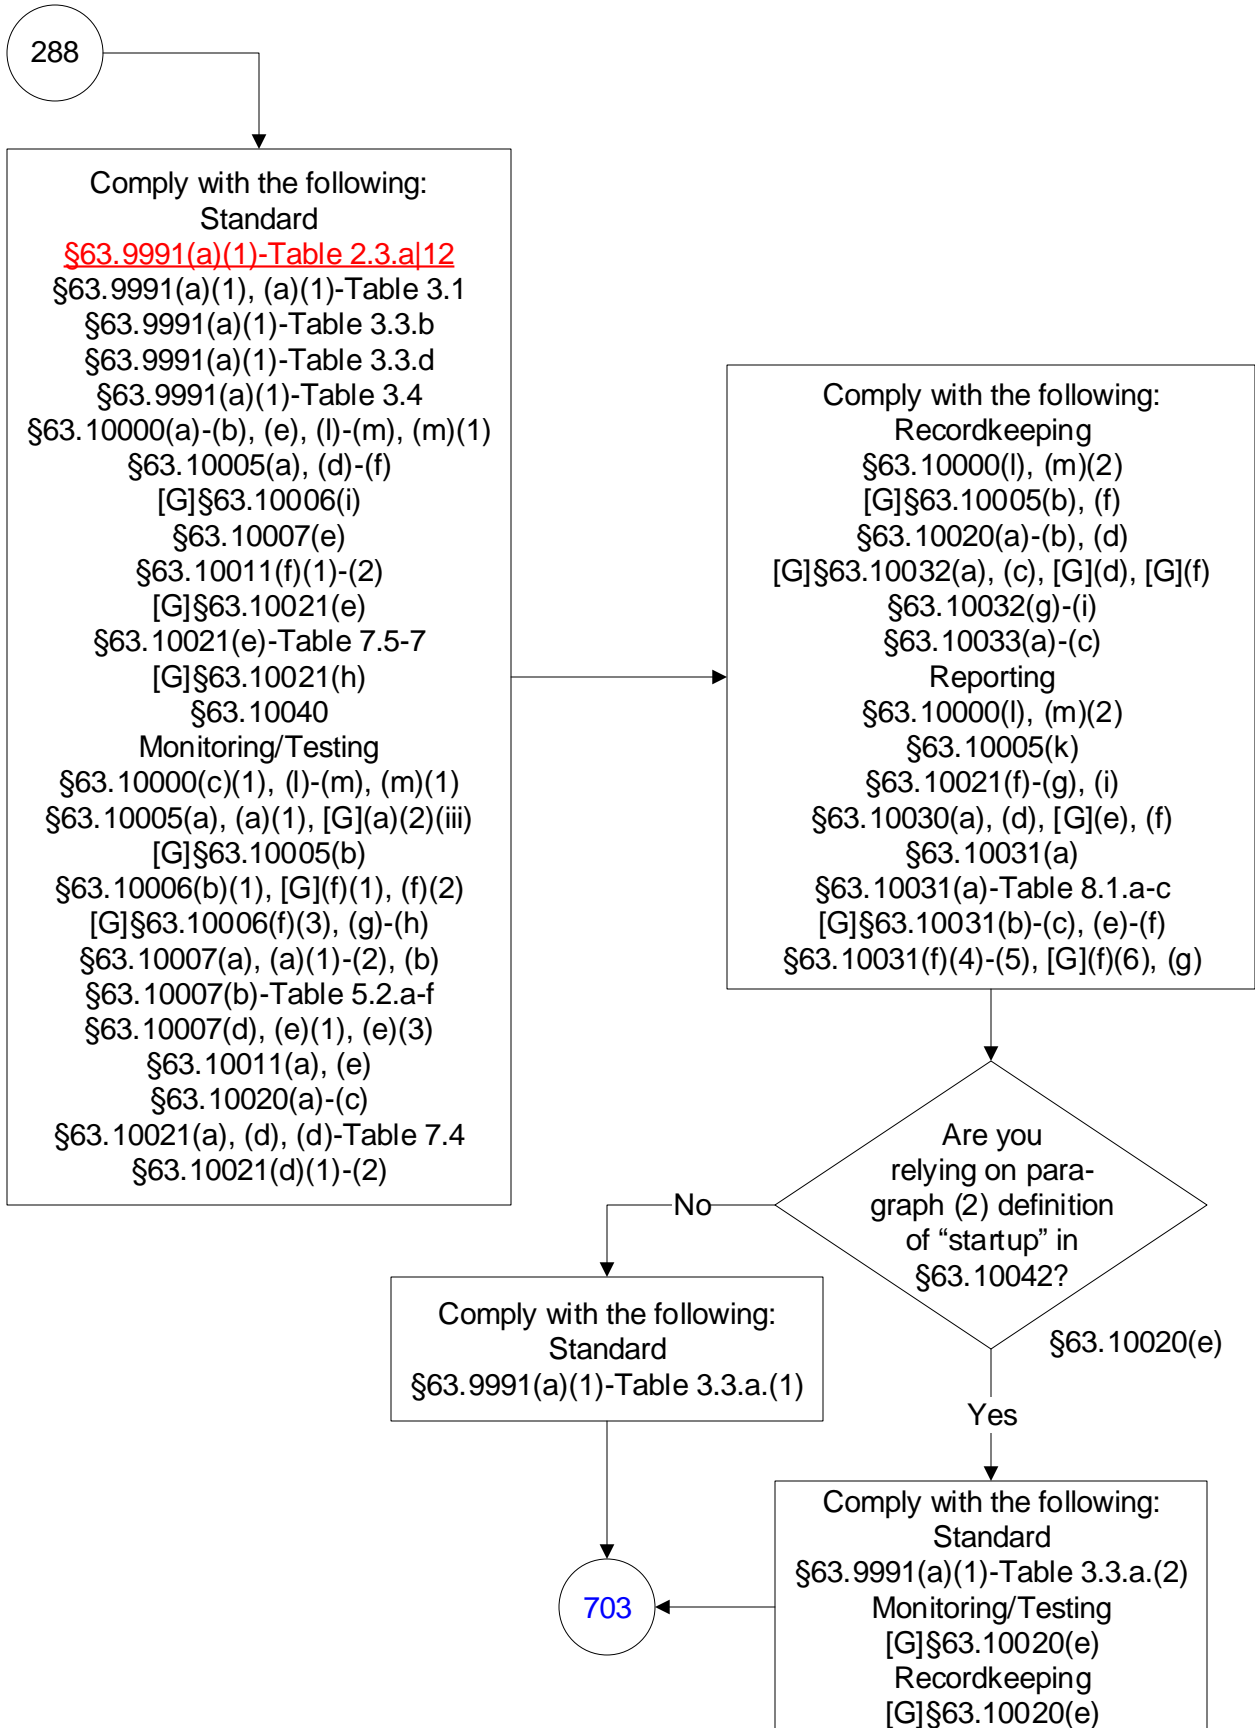 288
Comply with the following:
Standard
§63.9991(a)(1)-Table 2.3.a|12
§63.9991(a)(1), (a)(1)-Table 3.1
§63.9991(a)(1)-Table 3.3.b
§63.9991(a)(1)-Table 3.3.d
§63.9991(a)(1)-Table 3.4
§63.10000(a)-(b), (e), (l)-(m), (m)(1)
§63.10005(a), (d)-(f)
[G]§63.10006(i)
§63.10007(e)
§63.10011(f)(1)-(2)
[G]§63.10021(e)
§63.10021(e)-Table 7.5-7
[G]§63.10021(h)
§63.10040
Monitoring/Testing
§63.10000(c)(1), (l)-(m), (m)(1)
§63.10005(a), (a)(1), [G](a)(2)(iii)
[G]§63.10005(b)
§63.10006(b)(1), [G](f)(1), (f)(2)
[G]§63.10006(f)(3), (g)-(h)
§63.10007(a), (a)(1)-(2), (b)
§63.10007(b)-Table 5.2.a-f
§63.10007(d), (e)(1), (e)(3)
§63.10011(a), (e)
§63.10020(a)-(c)
§63.10021(a), (d), (d)-Table 7.4
§63.10021(d)(1)-(2)
Comply with the following:
Recordkeeping
§63.10000(l), (m)(2)
[G]§63.10005(b), (f)
§63.10020(a)-(b), (d)
[G]§63.10032(a), (c), [G](d), [G](f)
§63.10032(g)-(i)
§63.10033(a)-(c)
Reporting
§63.10000(l), (m)(2)
§63.10005(k)
§63.10021(f)-(g), (i)
§63.10030(a), (d), [G](e), (f)
§63.10031(a)
§63.10031(a)-Table 8.1.a-c
[G]§63.10031(b)-(c), (e)-(f)
§63.10031(f)(4)-(5), [G](f)(6), (g)
Are you
relying on para-
graph (2) definition
of “startup” in
§63.10042?
§63.10020(e)
No
Comply with the following:
Standard
§63.9991(a)(1)-Table 3.3.a.(1)
Yes
Comply with the following:
Standard
§63.9991(a)(1)-Table 3.3.a.(2)
Monitoring/Testing
[G]§63.10020(e)
Recordkeeping
[G]§63.10020(e)
703